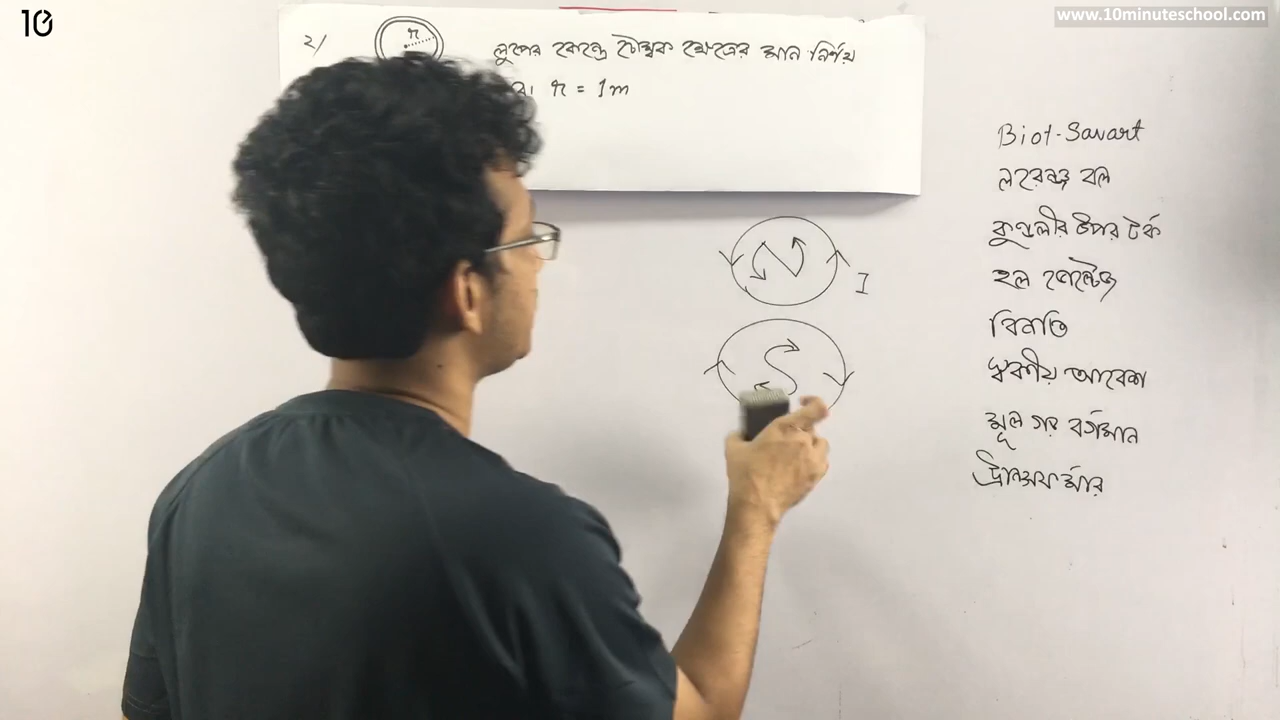 10
www.10minuteschool.com
২/ r লুপের কেন্দ্রে চৌম্বক ক্ষেত্রের মান নির্ণয়
r = 1m
Biot-Savart
লরেঞ্জ বল
কুণ্ডলীর উপর টর্ক
হল ভোল্টেজ
বিনতি
স্বকীয় আবেশ
মূল গড় বর্গমান
ট্রান্সফর্মার
N
I
S